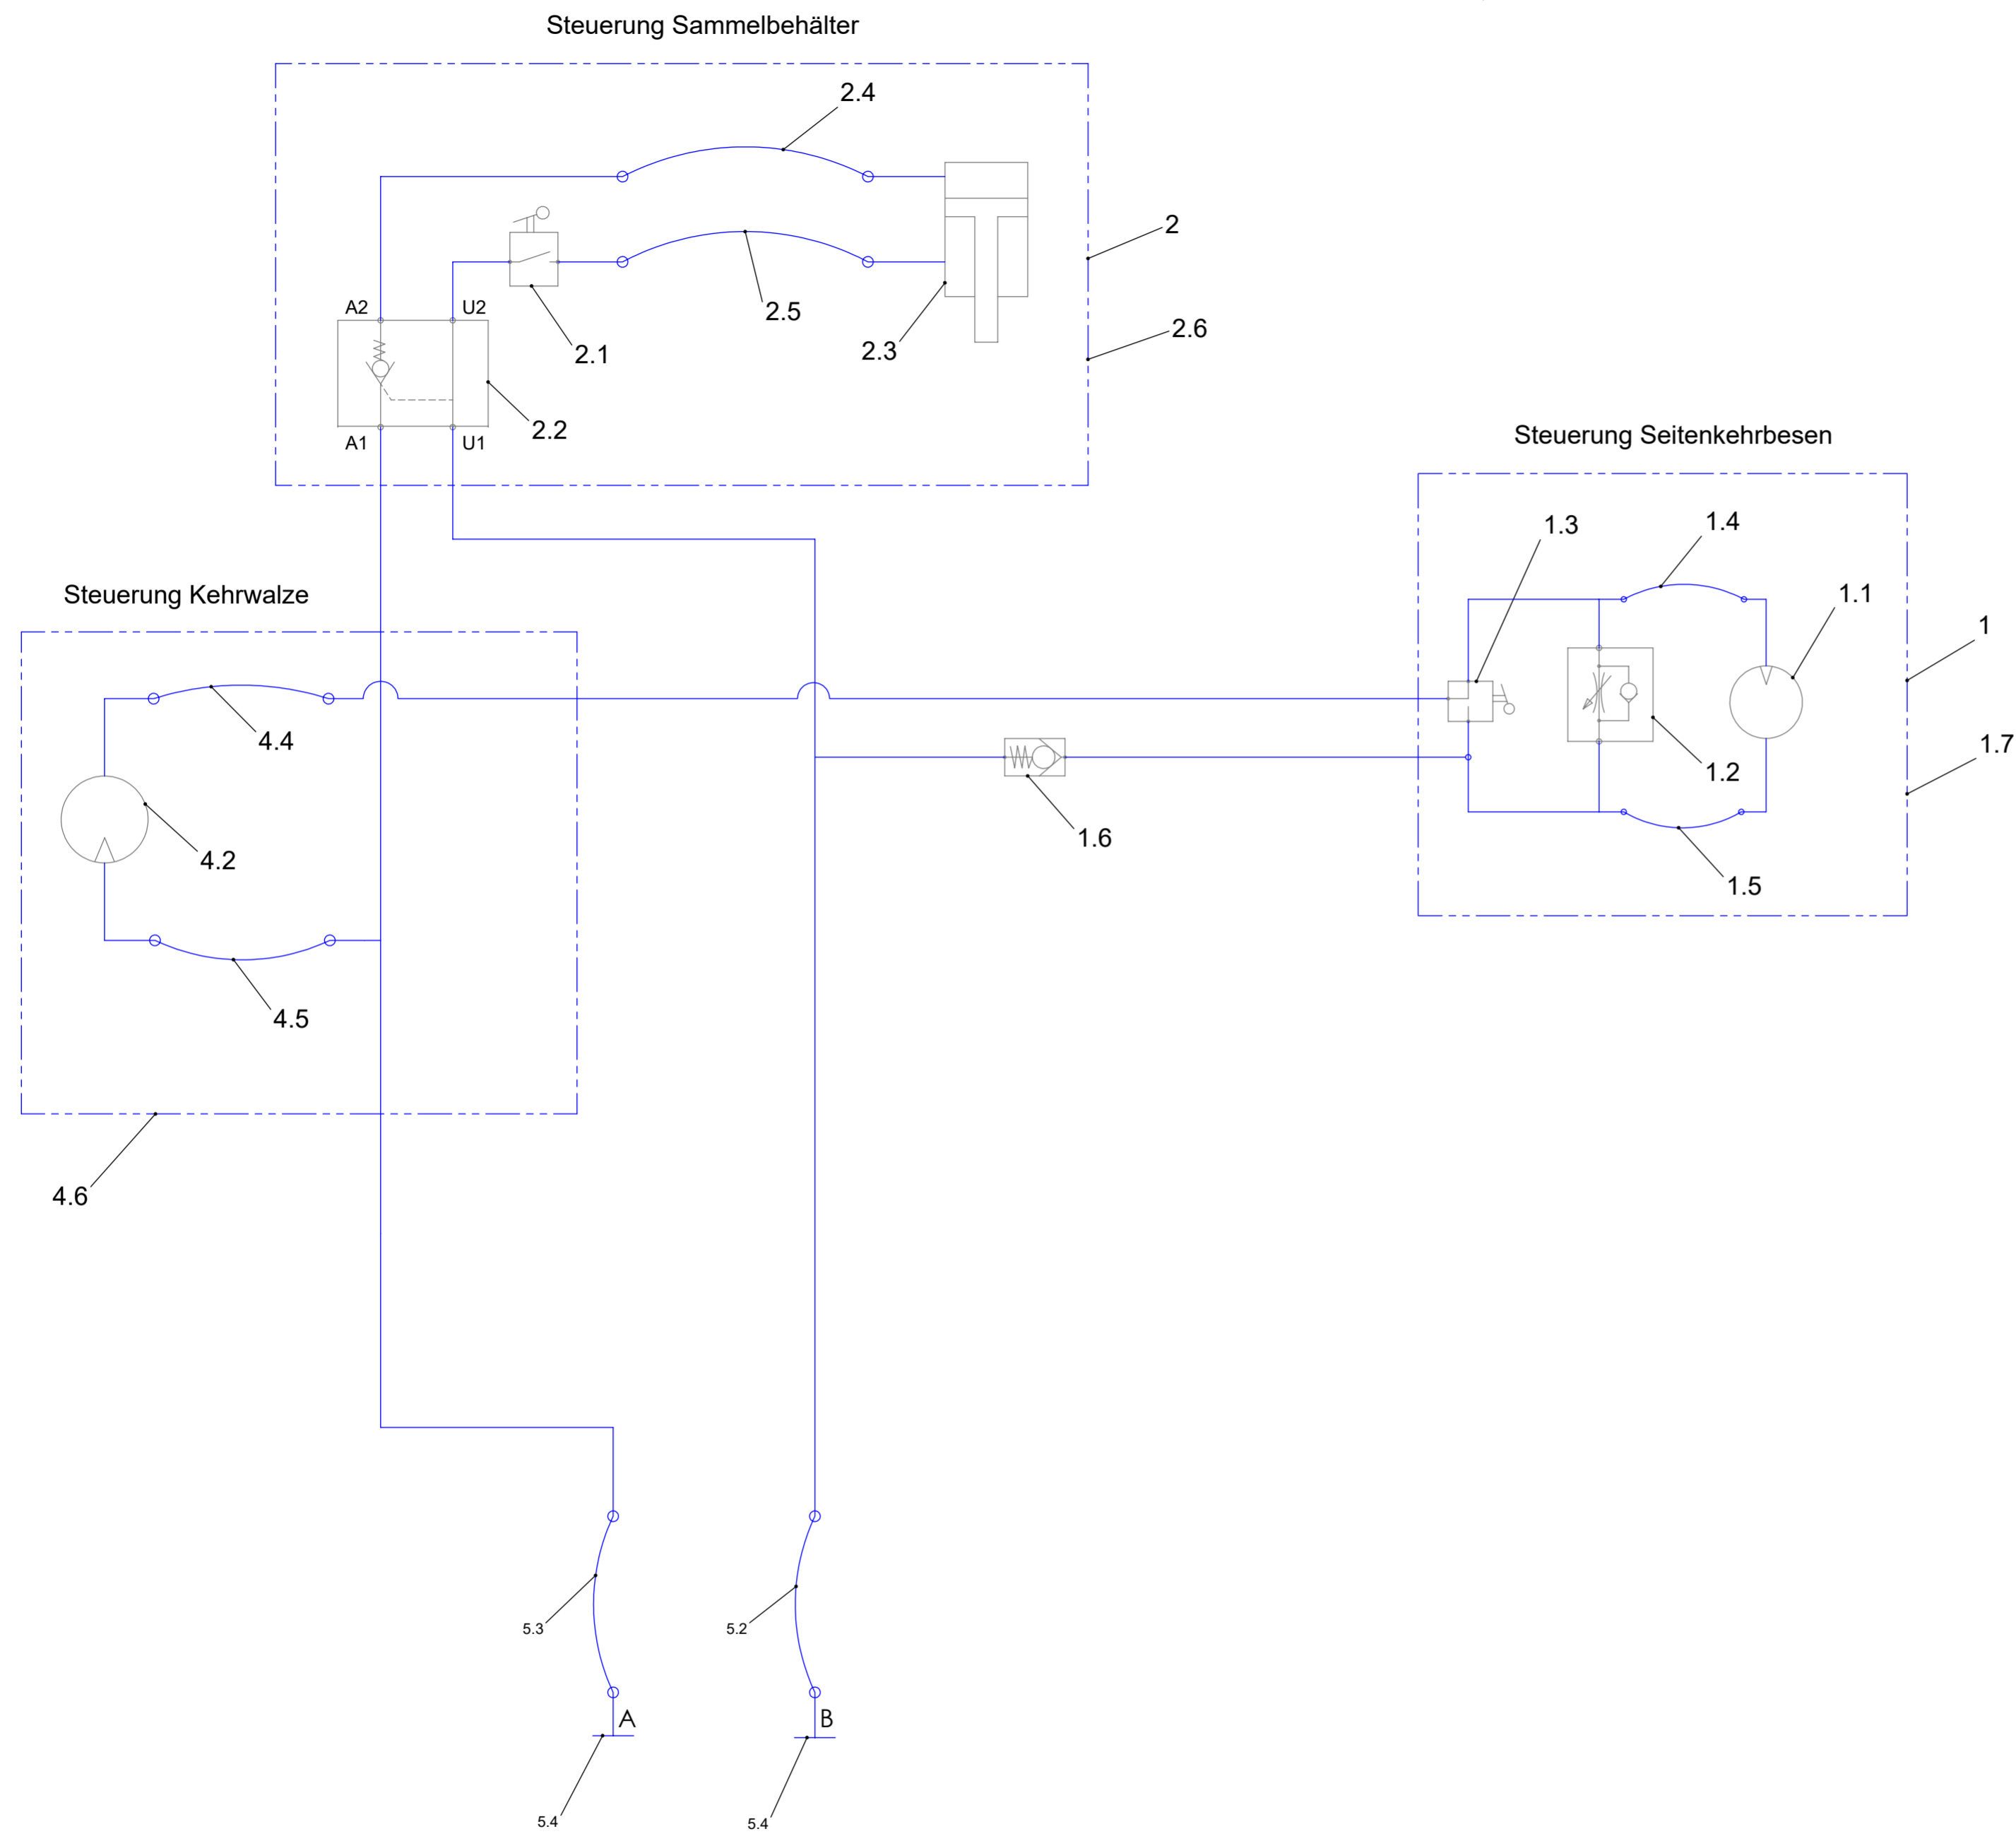 Steuerung Sammelbehälter
2.4
2
A2
U2
2.5
2.6
2.1
2.3
2.2
A1
U1
Steuerung Seitenkehrbesen
1.3
1.4
Steuerung Kehrwalze
1.1
1
4.4
1.7
1.2
1.6
4.2
1.5
4.5
4.6
5.3
5.2
A
B
5.4
5.4